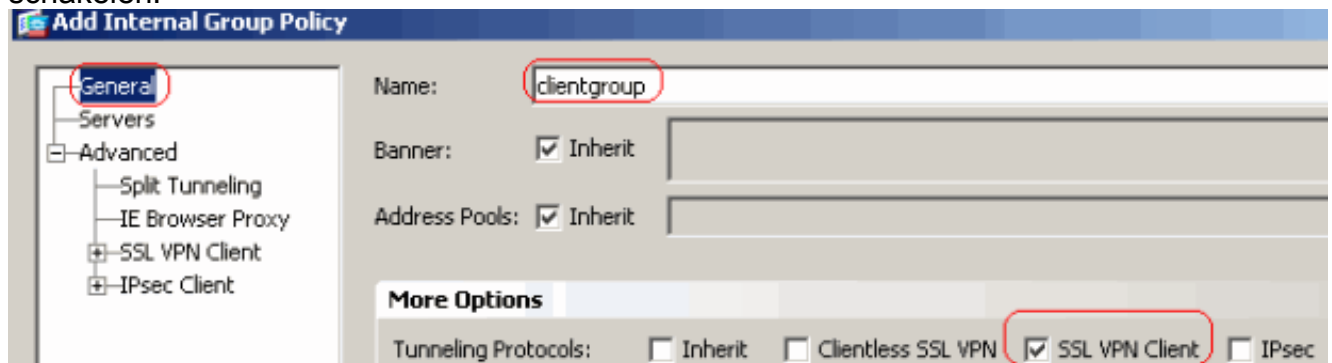 schakelen.
Add Internal Group Policy
General
Servers
Advanced
Split Tunneling
IE Browser Proxy
SSL VPN Client
IPsec Client
Name: clientgroup
Banner: Inherit
Address Pools: Inherit
More Options
Tunneling Protocols: Inherit Clientless SSL VPN SSL VPN Client IPsec